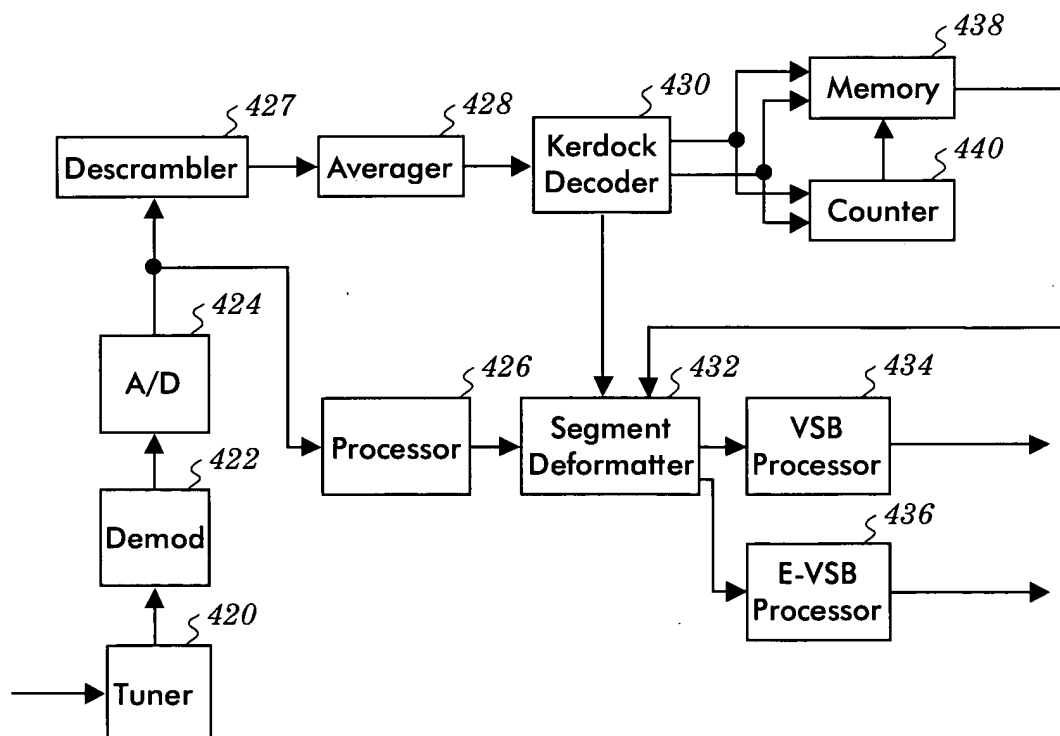 438
Memory
427
428
430
Descrambler
Averager
Kerdock
Decoder
440
Counter
424
A/D
426
432
434
Processor
Segment
Deformatter
VSB
Processor
422
Demod
436
E-VSB
Processor
420
Tuner